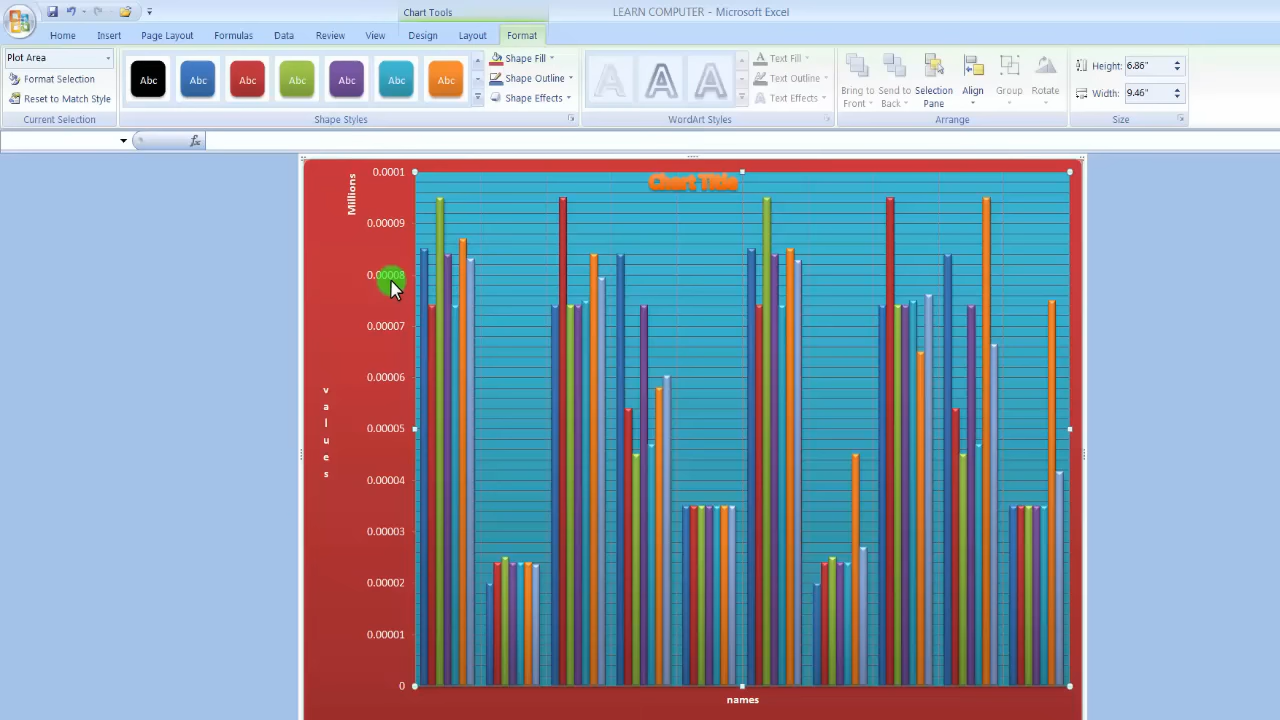 Chart Tools
LEARN COMPUTER - Microsoft Excel
Home Insert Page Layout Formulas Data Review View Design Layout Format
Plot Area
Format Selection
Reset to Match Style
Current Selection
Abc Abc Abc Abc Abc Abc Abc
Shape Fill
Shape Outline
Shape Effects
Shape Styles
A A A
Text Fill
Text Outline
Text Effects
WordArt Styles
Bring to Front
Send to Back
Selection Pane
Align
Group
Rotate
Arrange
Height: 6.86"
Width: 9.46"
Size
fx
Chart Title
Millions
values
0.0001
0.00009
0.00008
0.00007
0.00006
0.00005
0.00004
0.00003
0.00002
0.00001
0
names